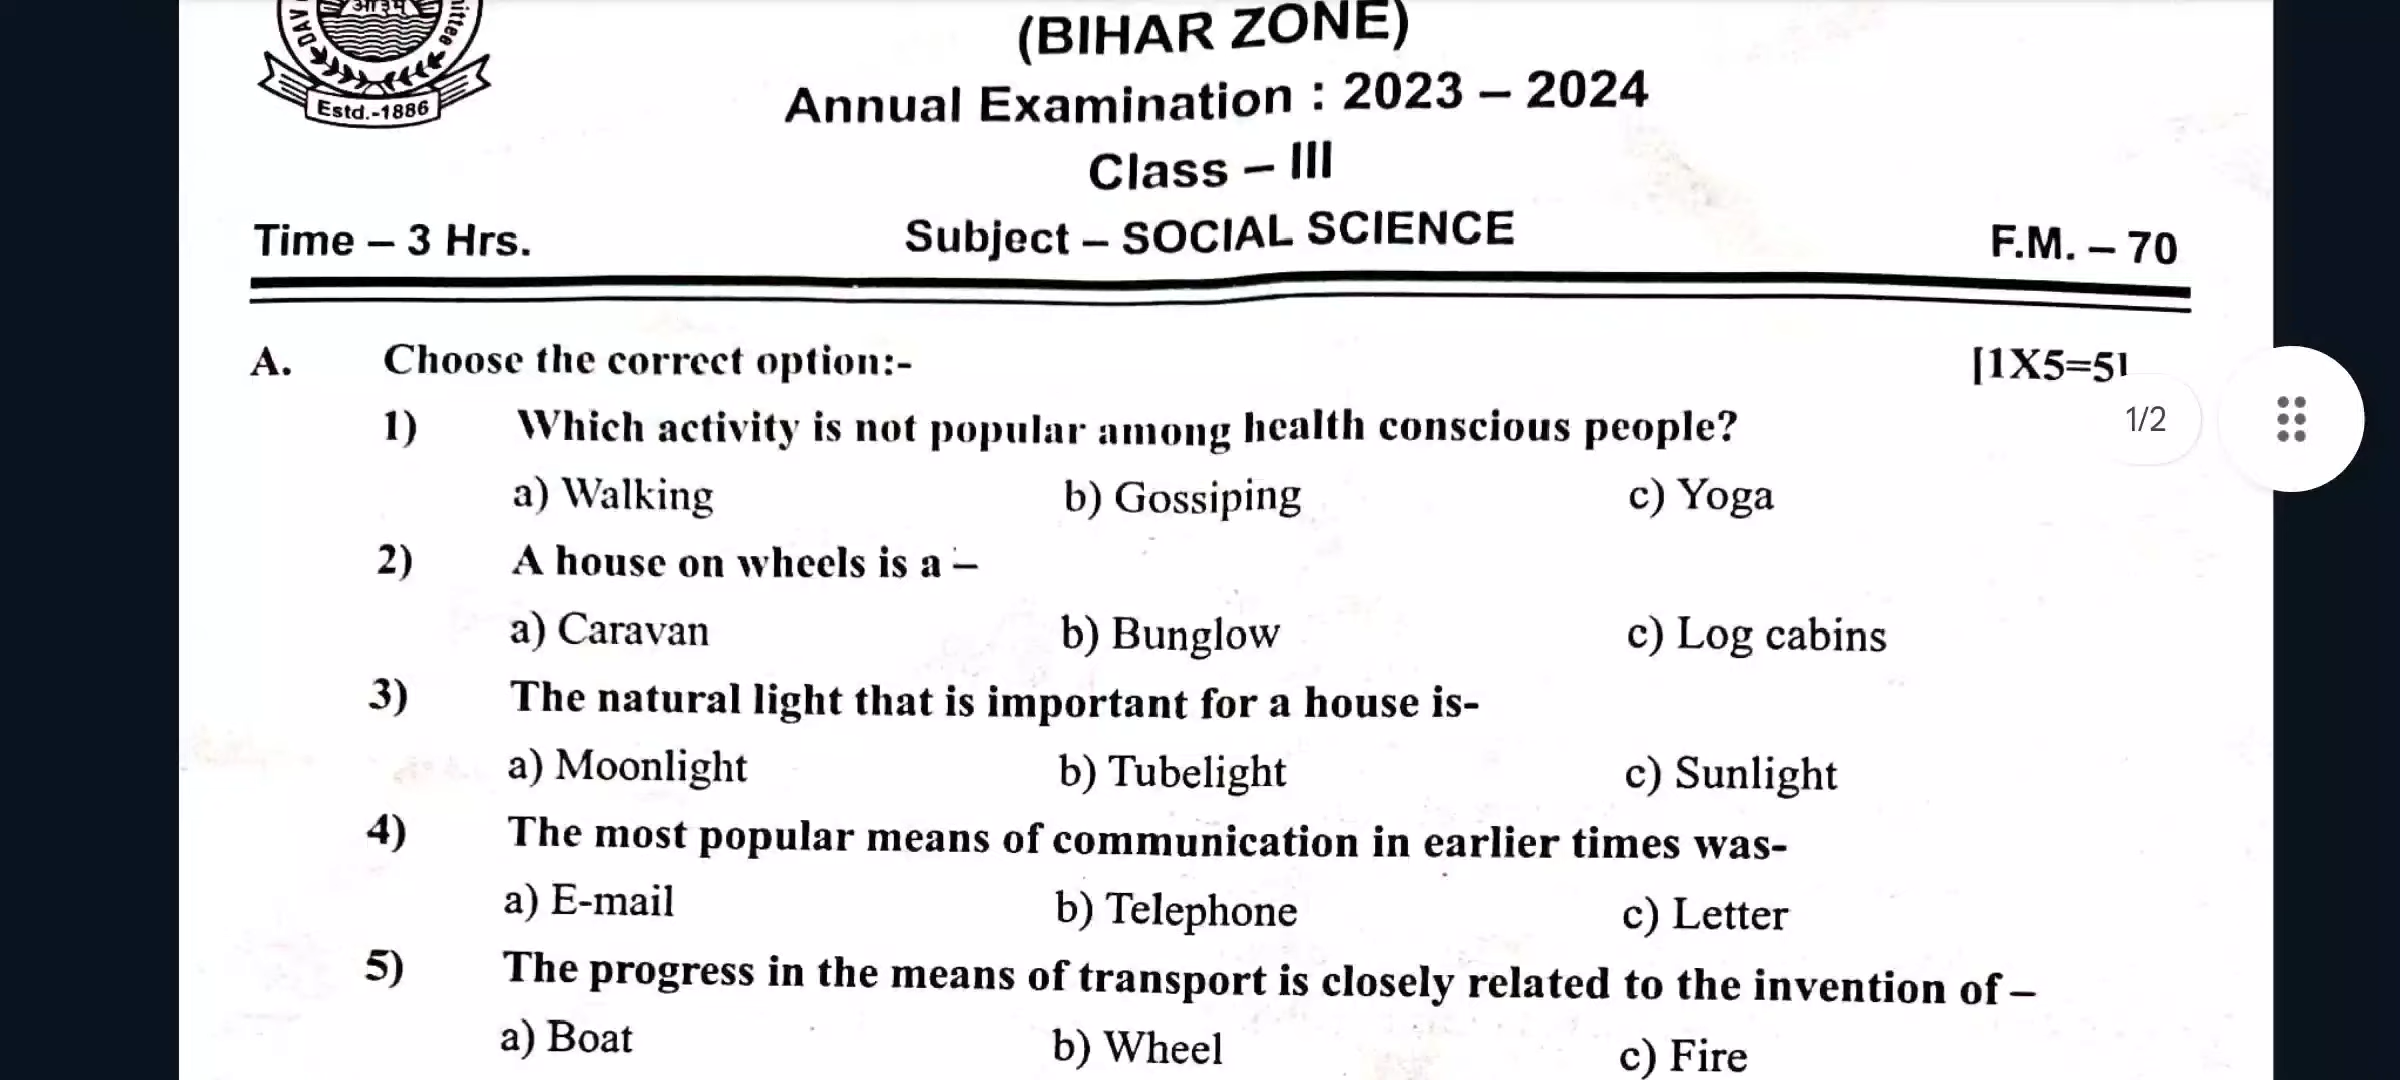 आ३म्
DAV
mittee
Estd.-1886
(BIHAR ZONE)
Annual Examination : 2023 – 2024
Class – III
Time – 3 Hrs.
Subject – SOCIAL SCIENCE
F.M. – 70
A. Choose the correct option:- [1X5=5
1) Which activity is not popular among health conscious people?
1/2
a) Walking b) Gossiping c) Yoga
2) A house on wheels is a –
a) Caravan b) Bunglow c) Log cabins
3) The natural light that is important for a house is-
a) Moonlight b) Tubelight c) Sunlight
4) The most popular means of communication in earlier times was-
a) E-mail b) Telephone c) Letter
5) The progress in the means of transport is closely related to the invention of –
a) Boat b) Wheel c) Fire